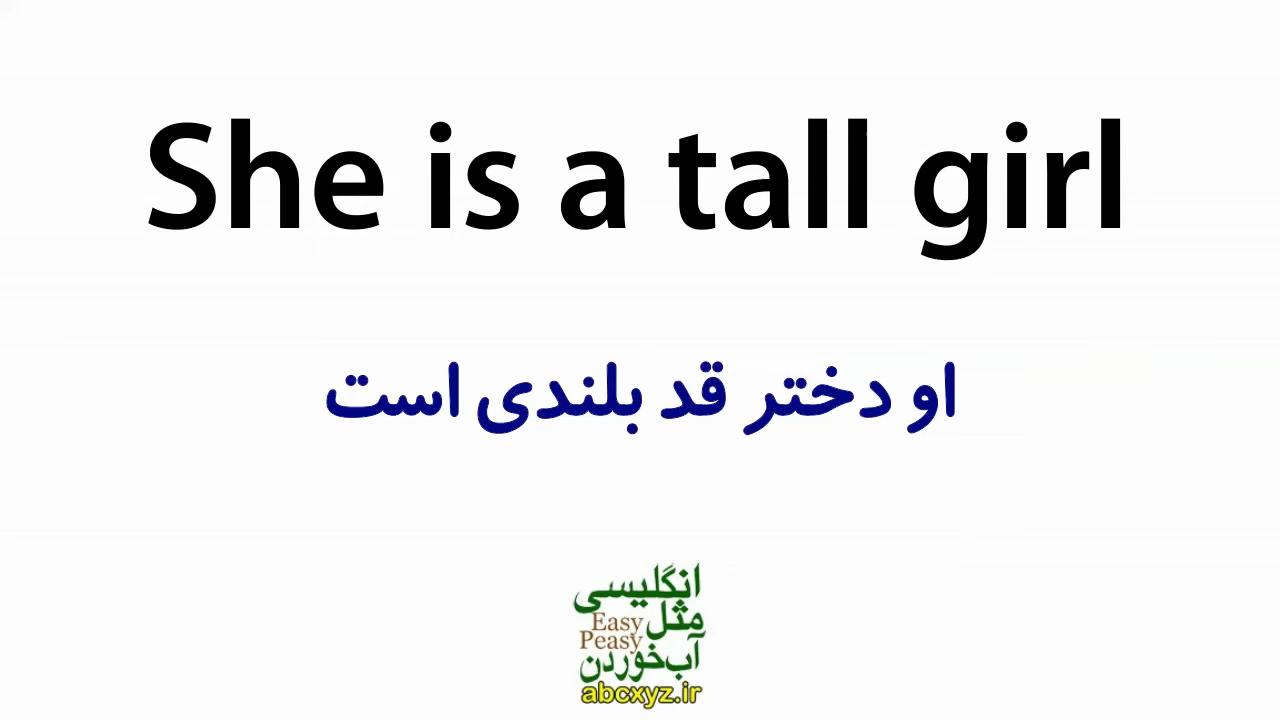 She is a tall girl
او دختر قد بلندی است
انگلیسی
مثل
Easy
Peasy
آب‌خوردن
abcxyz.ir